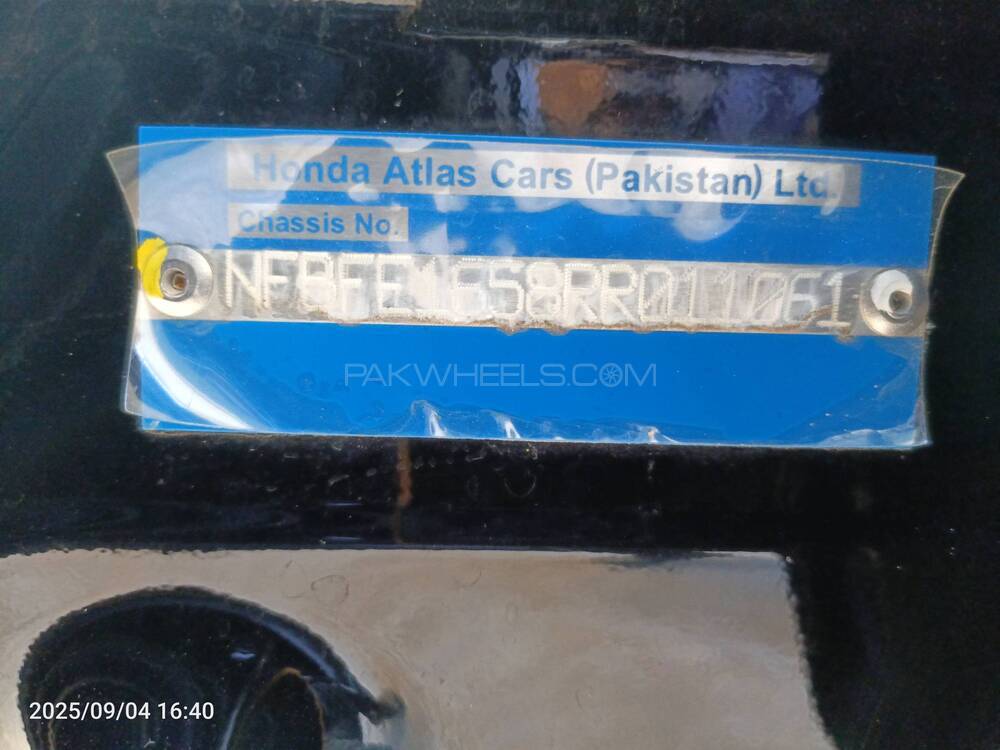 Honda Atlas Cars (Pakistan) Ltd.
Chassis No.
NFBFE1658RR011061
PAKWHEELS.COM
2025/09/04 16:40